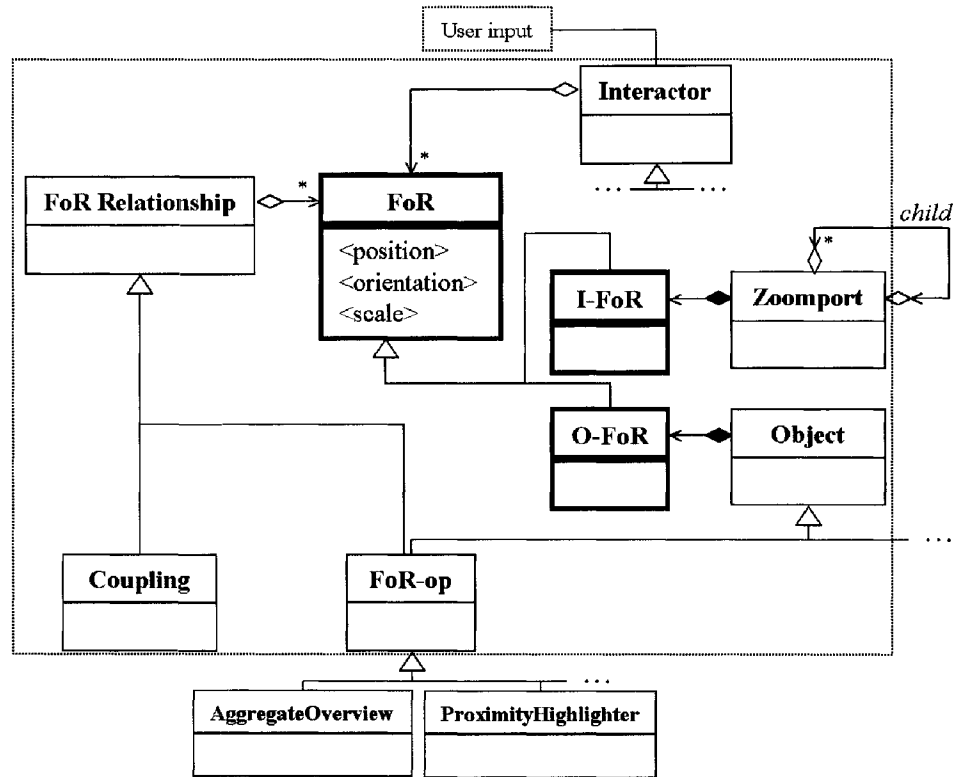 User input
Interactor
*
... ...
FoR Relationship
*
FoR
<position>
<orientation>
<scale>
child
*
I-FoR
Zoomport
O-FoR
Object
...
Coupling
FoR-op
...
AggregateOverview
ProximityHighlighter